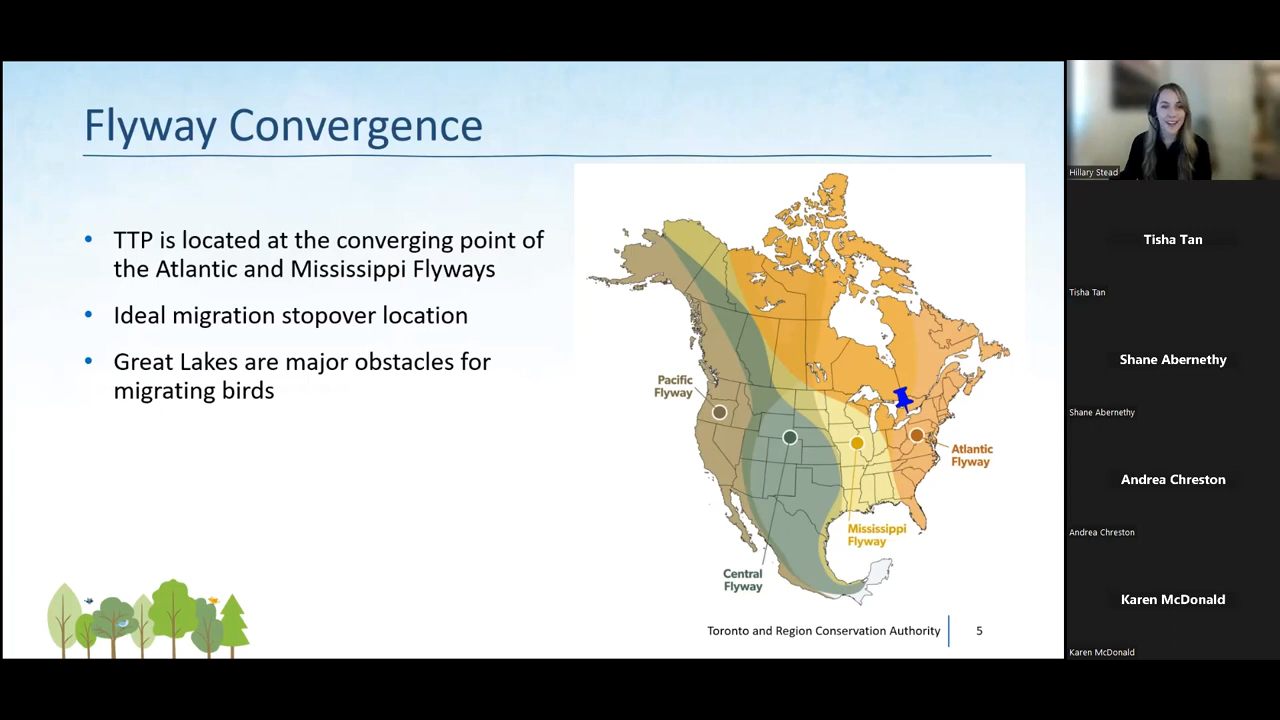 Flyway Convergence
• TTP is located at the converging point of
the Atlantic and Mississippi Flyways
• Ideal migration stopover location
• Great Lakes are major obstacles for
migrating birds
Pacific
Flyway
Atlantic
Flyway
Mississippi
Flyway
Central
Flyway
Toronto and Region Conservation Authority
5
Hillary Stead
Tisha Tan
Tisha Tan
Shane Abernethy
Shane Abernethy
Andrea Chreston
Andrea Chreston
Karen McDonald
Karen McDonald